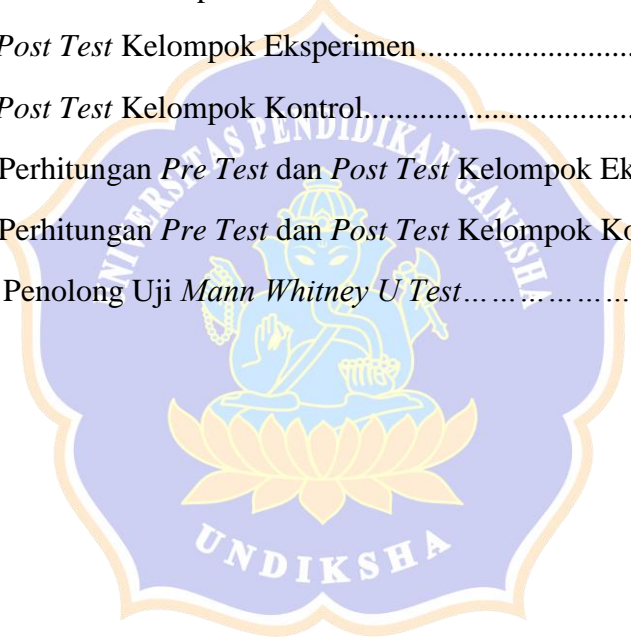 Post Test Kelompok Eksperimen..............................
Post Test Kelompok Kontrol.....................................
Perhitungan Pre Test dan Post Test Kelompok Ek
Perhitungan Pre Test dan Post Test Kelompok Ko
Penolong Uji Mann Whitney U Test………………
UNIVERSITAS PENDIDIKAN GANESHA
UNDIKSHA